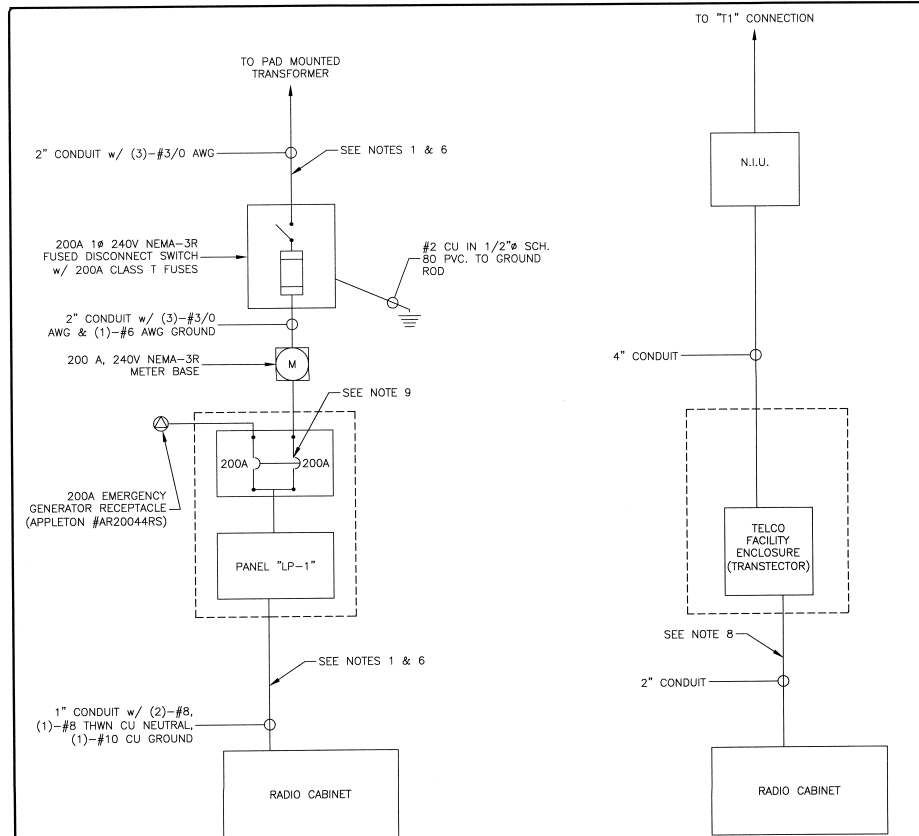 TO "T1" CONNECTION
TO PAD MOUNTED
TRANSFORMER
2" CONDUIT w/ (3)-#3/0 AWG
SEE NOTES 1 & 6
N.I.U.
200A 1ø 240V NEMA-3R
FUSED DISCONNECT SWITCH
w/ 200A CLASS T FUSES
#2 CU IN 1/2"ø SCH.
80 PVC. TO GROUND
ROD
2" CONDUIT w/ (3)-#3/0
AWG & (1)-#6 AWG GROUND
200 A, 240V NEMA-3R
METER BASE
M
4" CONDUIT
SEE NOTE 9
200A
200A
200A EMERGENCY
GENERATOR RECEPTACLE
(APPLETON #AR20044RS)
PANEL "LP-1"
TELCO
FACILITY
ENCLOSURE
(TRANSTECTOR)
SEE NOTE 8
SEE NOTES 1 & 6
2" CONDUIT
1" CONDUIT w/ (2)-#8,
(1)-#8 THWN CU NEUTRAL,
(1)-#10 CU GROUND
RADIO CABINET
RADIO CABINET